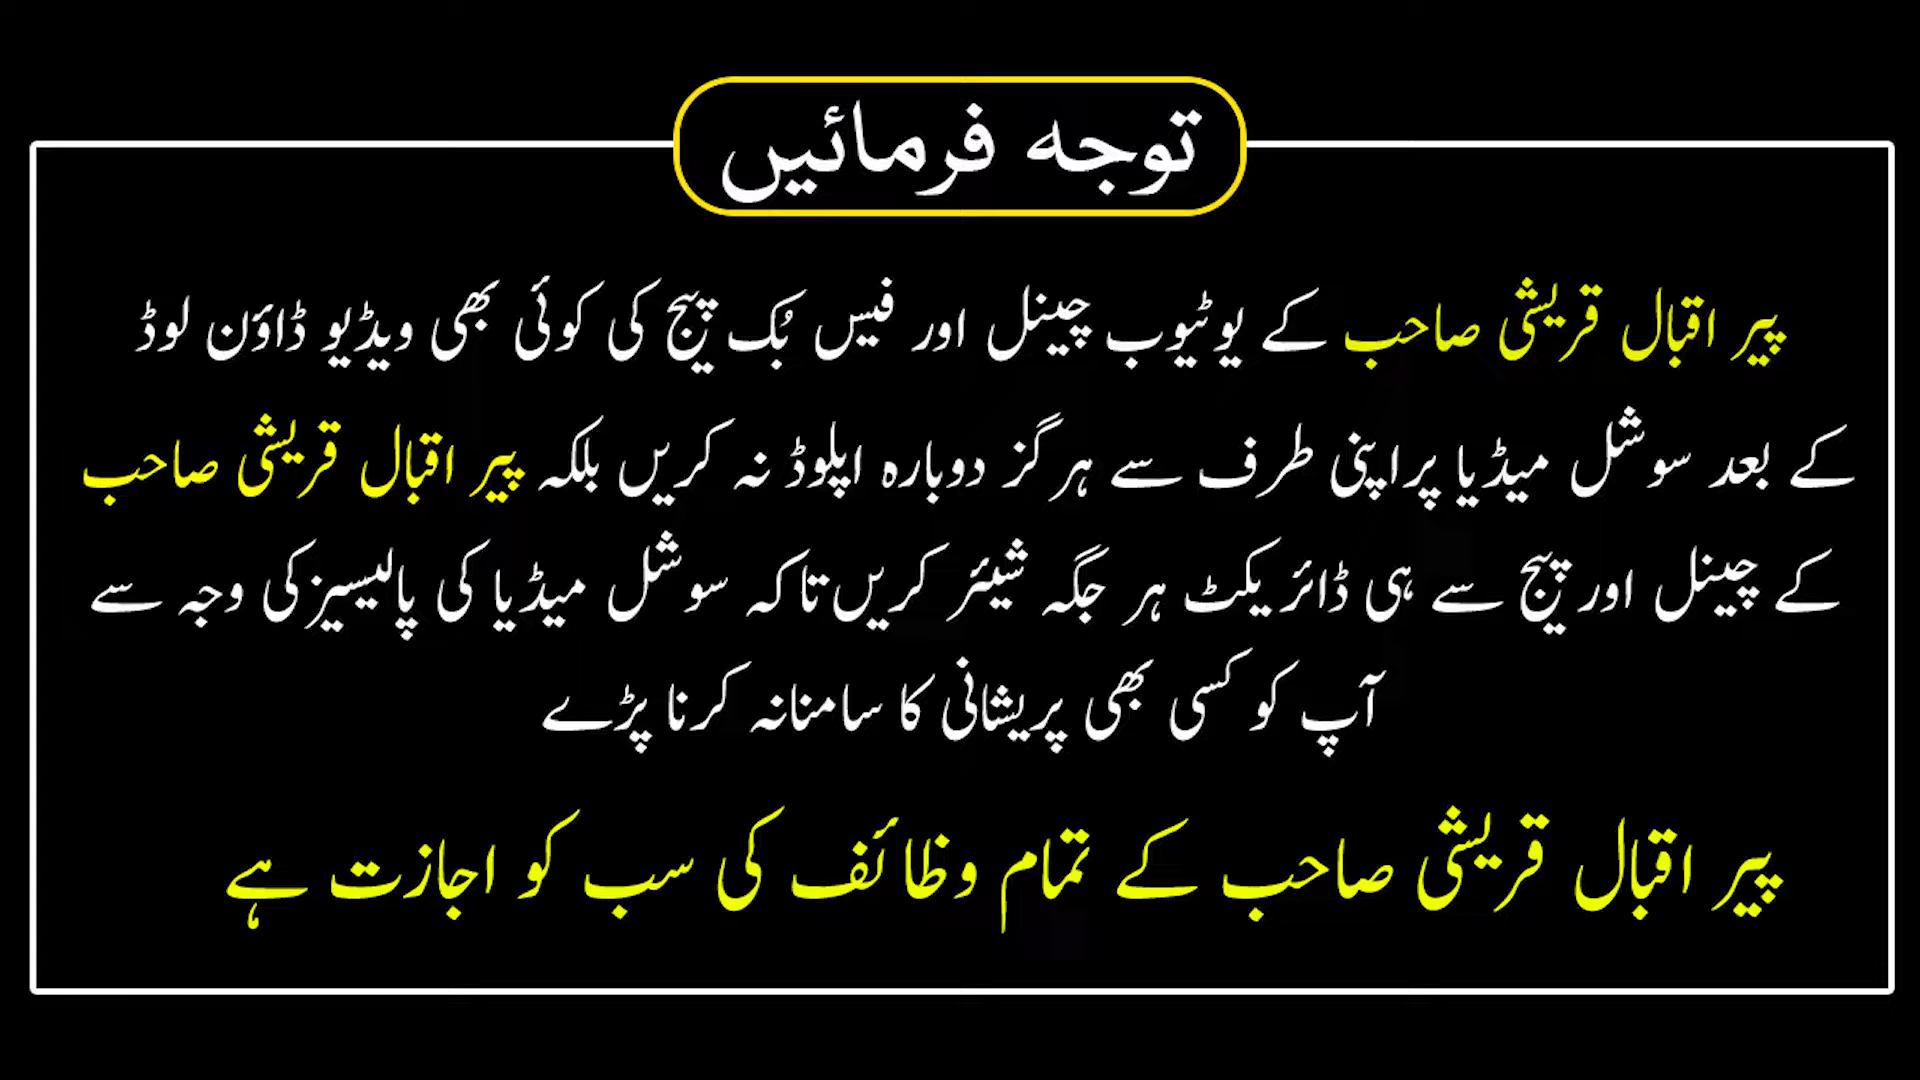 توجہ فرمائیں
پیر اقبال قریشی صاحب کے یوٹیوب چینل اور فیس بُک پیج کی کوئی بھی ویڈیو ڈاؤن لوڈ
کے بعد سوشل میڈیا پراپنی طرف سے ہرگز دوبارہ اپلوڈ نہ کریں بلکہ پیر اقبال قریشی صاحب
کے چینل اور پیج سے ہی ڈائریکٹ ہر جگہ شیئر کریں تاکہ سوشل میڈیا کی پالیسیز کی وجہ سے
آپ کو کسی بھی پریشانی کا سامنانہ کرنا پڑے
پیر اقبال قریشی صاحب کے تمام وظائف کی سب کو اجازت ہے